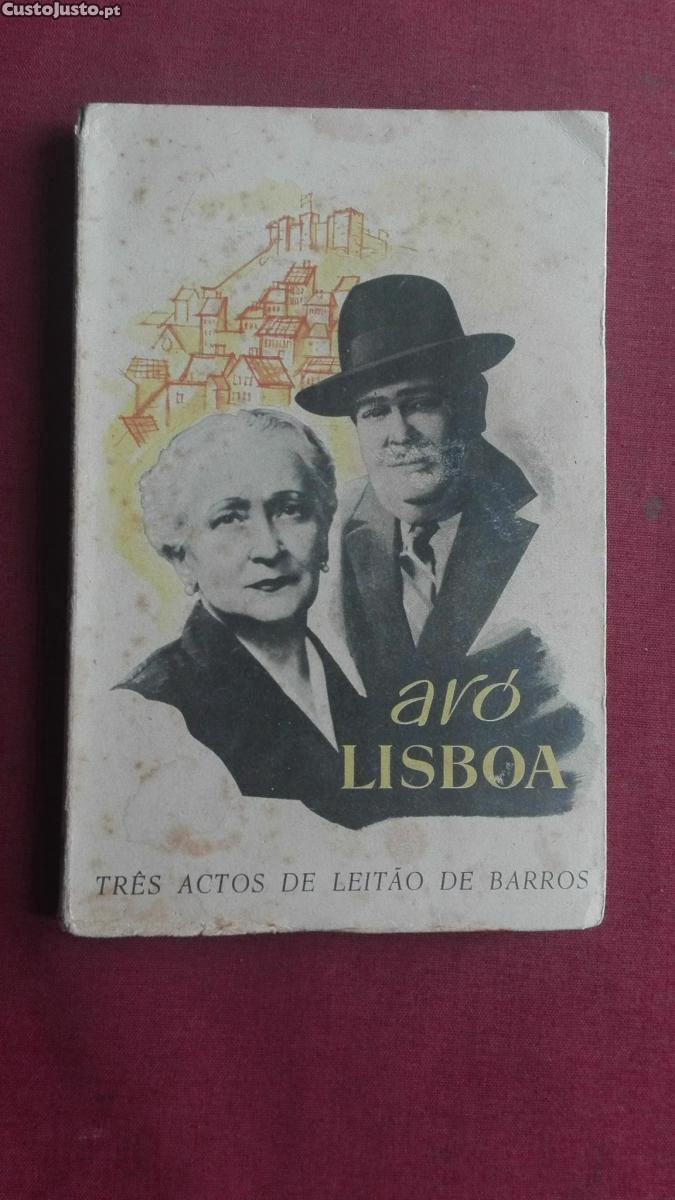 CustoJusto.pt
avó
LISBOA
TRÊS ACTOS DE LEITÃO DE BARROS